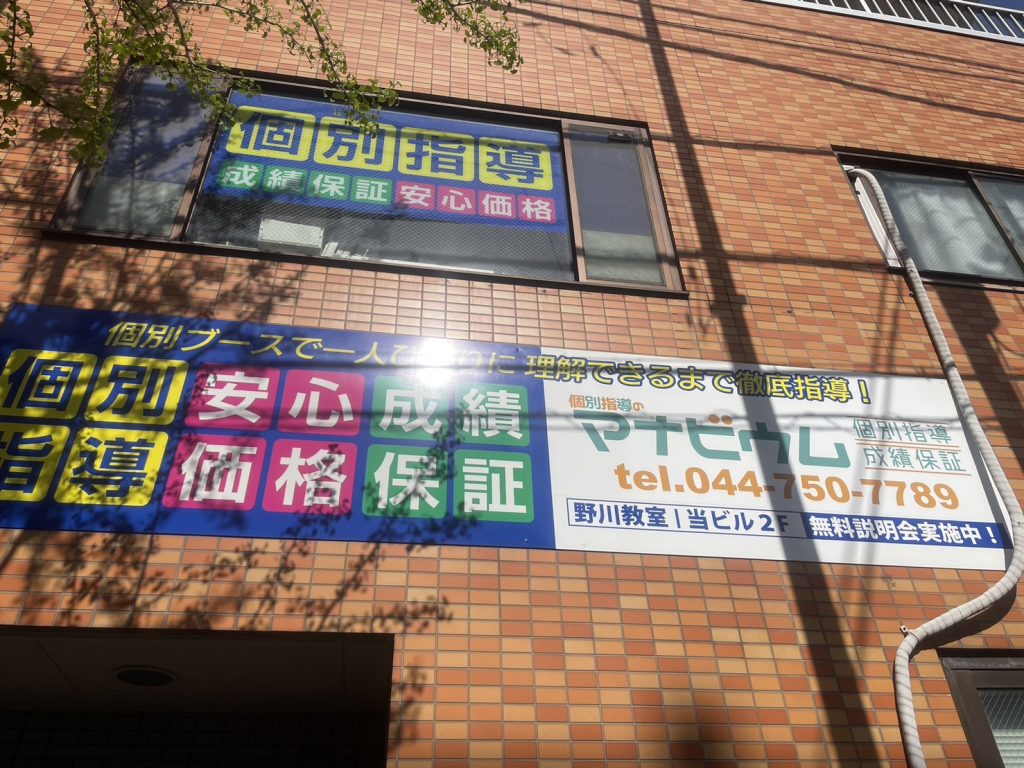 個別指導
成績保証安心価格
個別ブースで一人ひとりに 理解できるまで徹底指導！
個別 安心 成績
指導 価格 保証
個別指導の
マナビウム
個別指導
成績保証
tel.044-750-7789
野川教室 | 当ビル2F 無料説明会実施中！